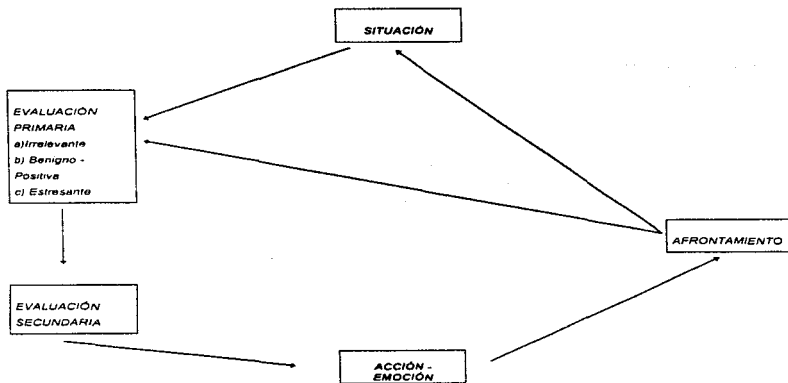 SITUACIÓN
EVALUACIÓN
PRIMARIA
a)Irrelevante
b) Benigno -
Positiva
c) Estresante
AFRONTAMIENTO
EVALUACIÓN
SECUNDARIA
ACCIÓN -
EMOCIÓN